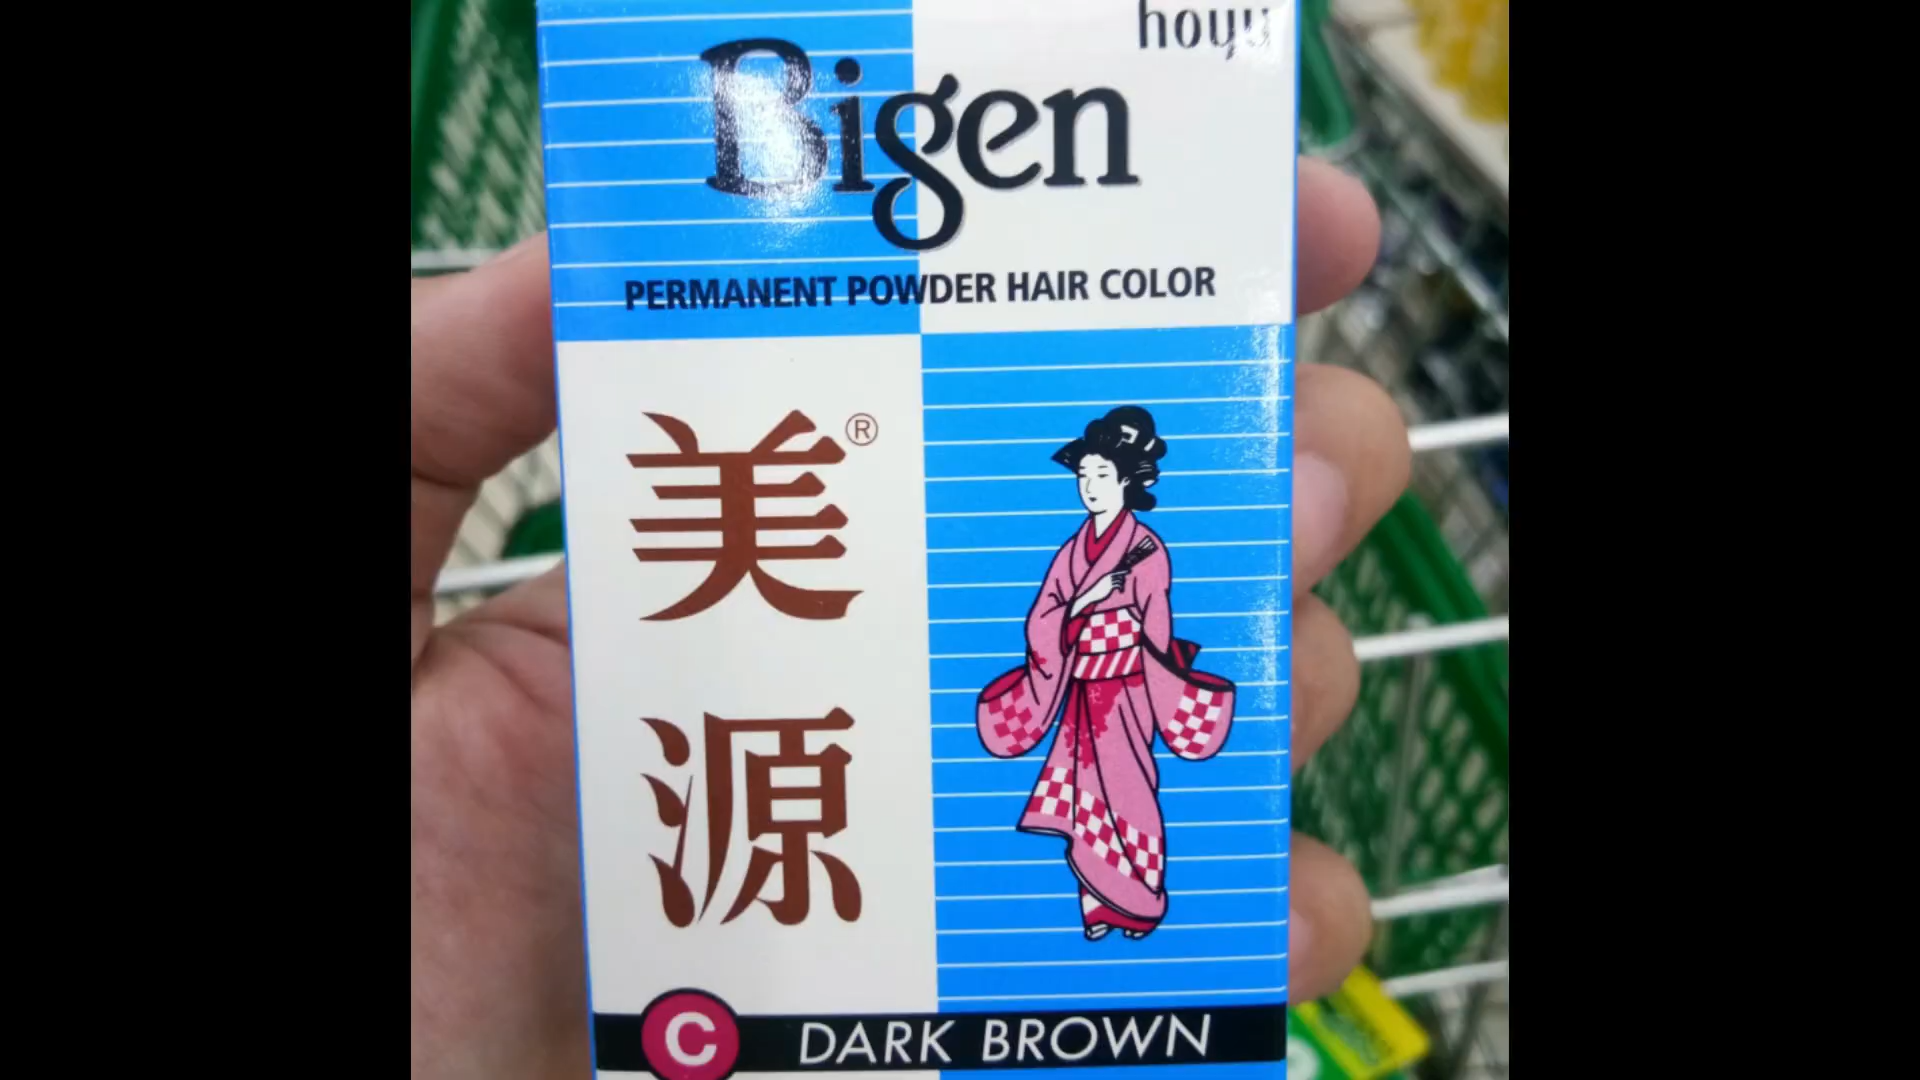 hoyu
Bigen
PERMANENT POWDER HAIR COLOR
美®
源
C DARK BROWN